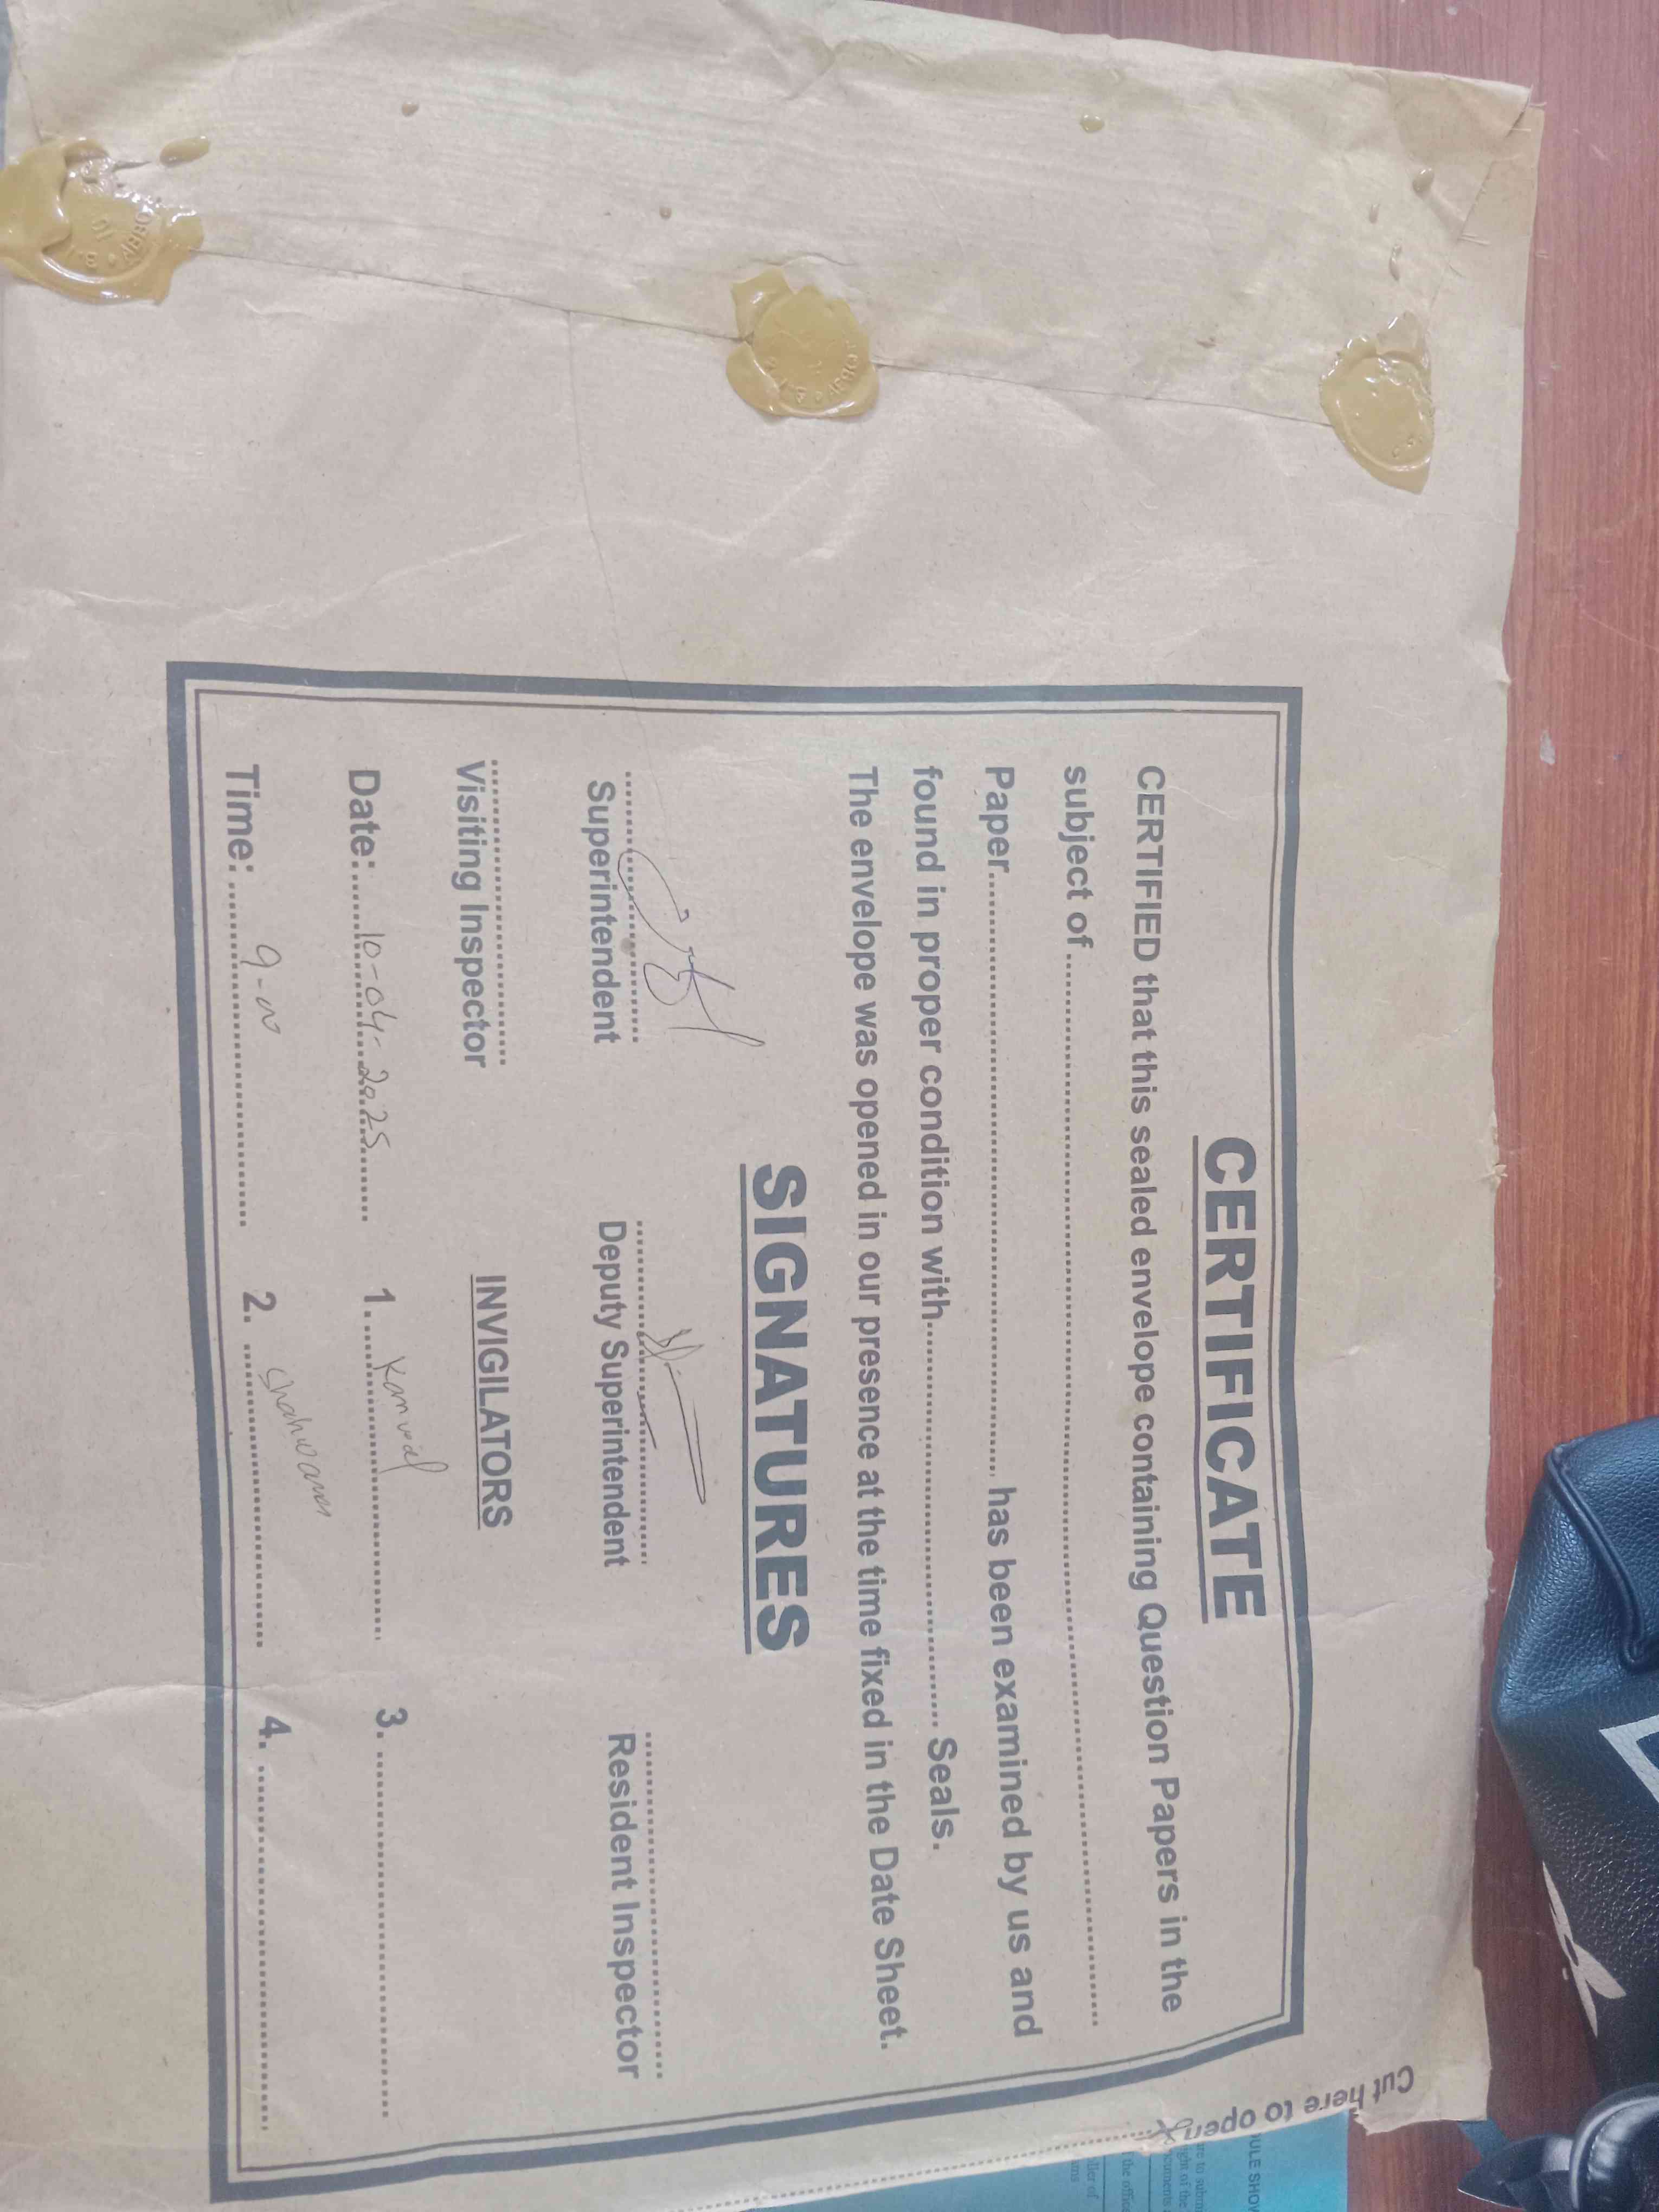 CERTIFICATE
CERTIFIED that this sealed envelope containing Question Papers in the
subject of
Paper has been examined by us and
found in proper condition with Seals.
The envelope was opened in our presence at the time fixed in the Date Sheet.
SIGNATURES
Superintendent Deputy Superintendent Resident Inspector
Visiting Inspector INVIGILATORS
Date: 10-04-2025 1. Kanwal 3.
Time: 2. 4.
Cut here to open